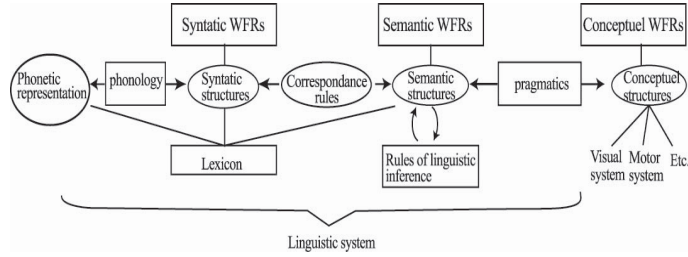 Syntatic WFRs
Semantic WFRs
Conceptuel WFRs
Phonetic
representation
phonology
Syntatic
structures
Correspondance
rules
Semantic
structures
pragmatics
Conceptuel
structures
Lexicon
Rules of linguistic
inference
Visual
system
Motor
system
Etc.
Linguistic system